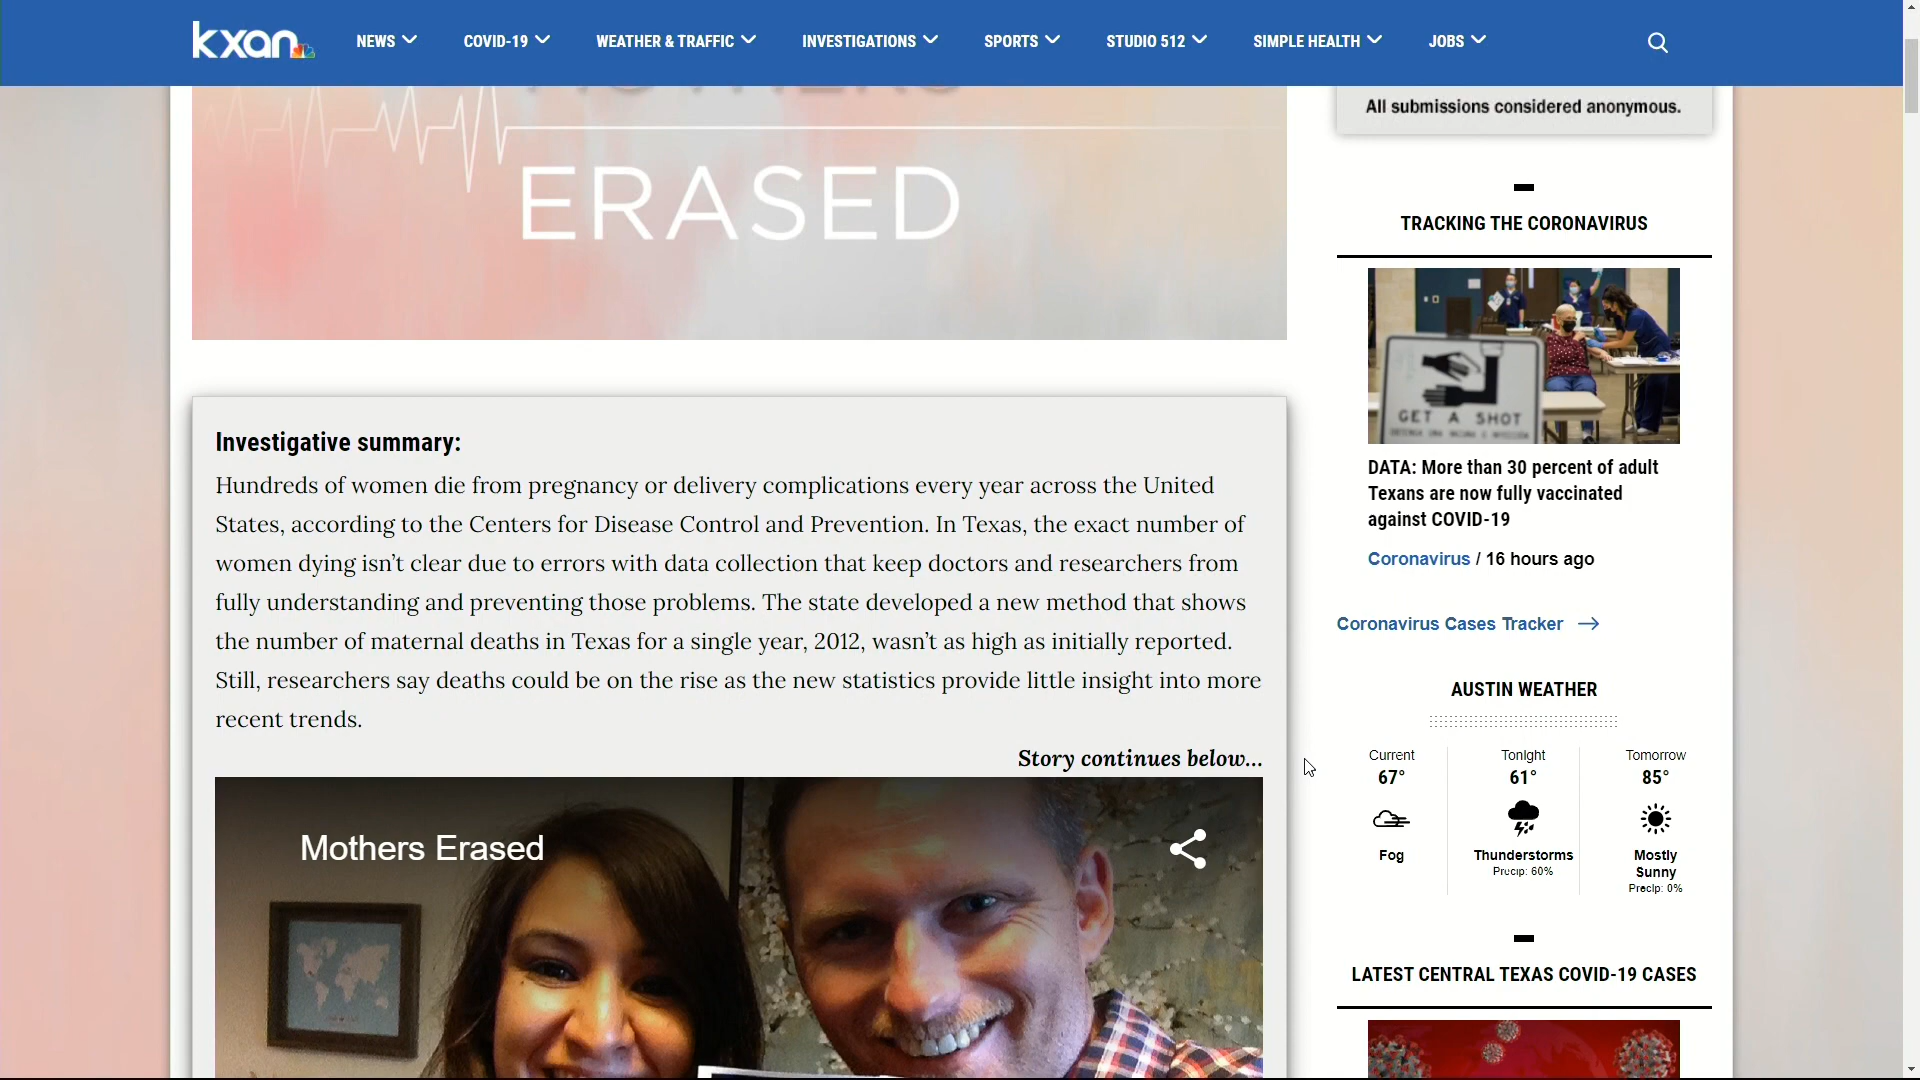 kxan
NEWS
COVID-19
WEATHER & TRAFFIC
INVESTIGATIONS
SPORTS
STUDIO 512
SIMPLE HEALTH
JOBS
ERASED
Investigative summary:
Hundreds of women die from pregnancy or delivery complications every year across the United
States, according to the Centers for Disease Control and Prevention. In Texas, the exact number of
women dying isn’t clear due to errors with data collection that keep doctors and researchers from
fully understanding and preventing those problems. The state developed a new method that shows
the number of maternal deaths in Texas for a single year, 2012, wasn’t as high as initially reported.
Still, researchers say deaths could be on the rise as the new statistics provide little insight into more
recent trends.
Story continues below...
Mothers Erased
All submissions considered anonymous.
TRACKING THE CORONAVIRUS
GET A SHOT
DATA: More than 30 percent of adult
Texans are now fully vaccinated
against COVID-19
Coronavirus / 16 hours ago
Coronavirus Cases Tracker
AUSTIN WEATHER
Current
67°
Fog
Tonight
61°
Thunderstorms
Precip: 60%
Tomorrow
85°
Mostly
Sunny
Precip: 0%
LATEST CENTRAL TEXAS COVID-19 CASES